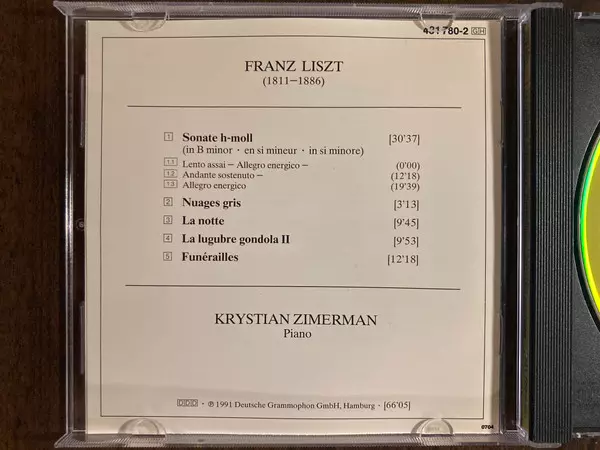 431 780-2 GH
FRANZ LISZT
(1811–1886)
1 Sonate h-moll [30'37]
(in B minor · en si mineur · in si minore)
1.1 Lento assai – Allegro energico – (0'00)
1.2 Andante sostenuto – (12'18)
1.3 Allegro energico (19'39)
2 Nuages gris [3'13]
3 La notte [9'45]
4 La lugubre gondola II [9'53]
5 Funérailles [12'18]
KRYSTIAN ZIMERMAN
Piano
DDD · ℗ 1991 Deutsche Grammophon GmbH, Hamburg · [66'05]
0704